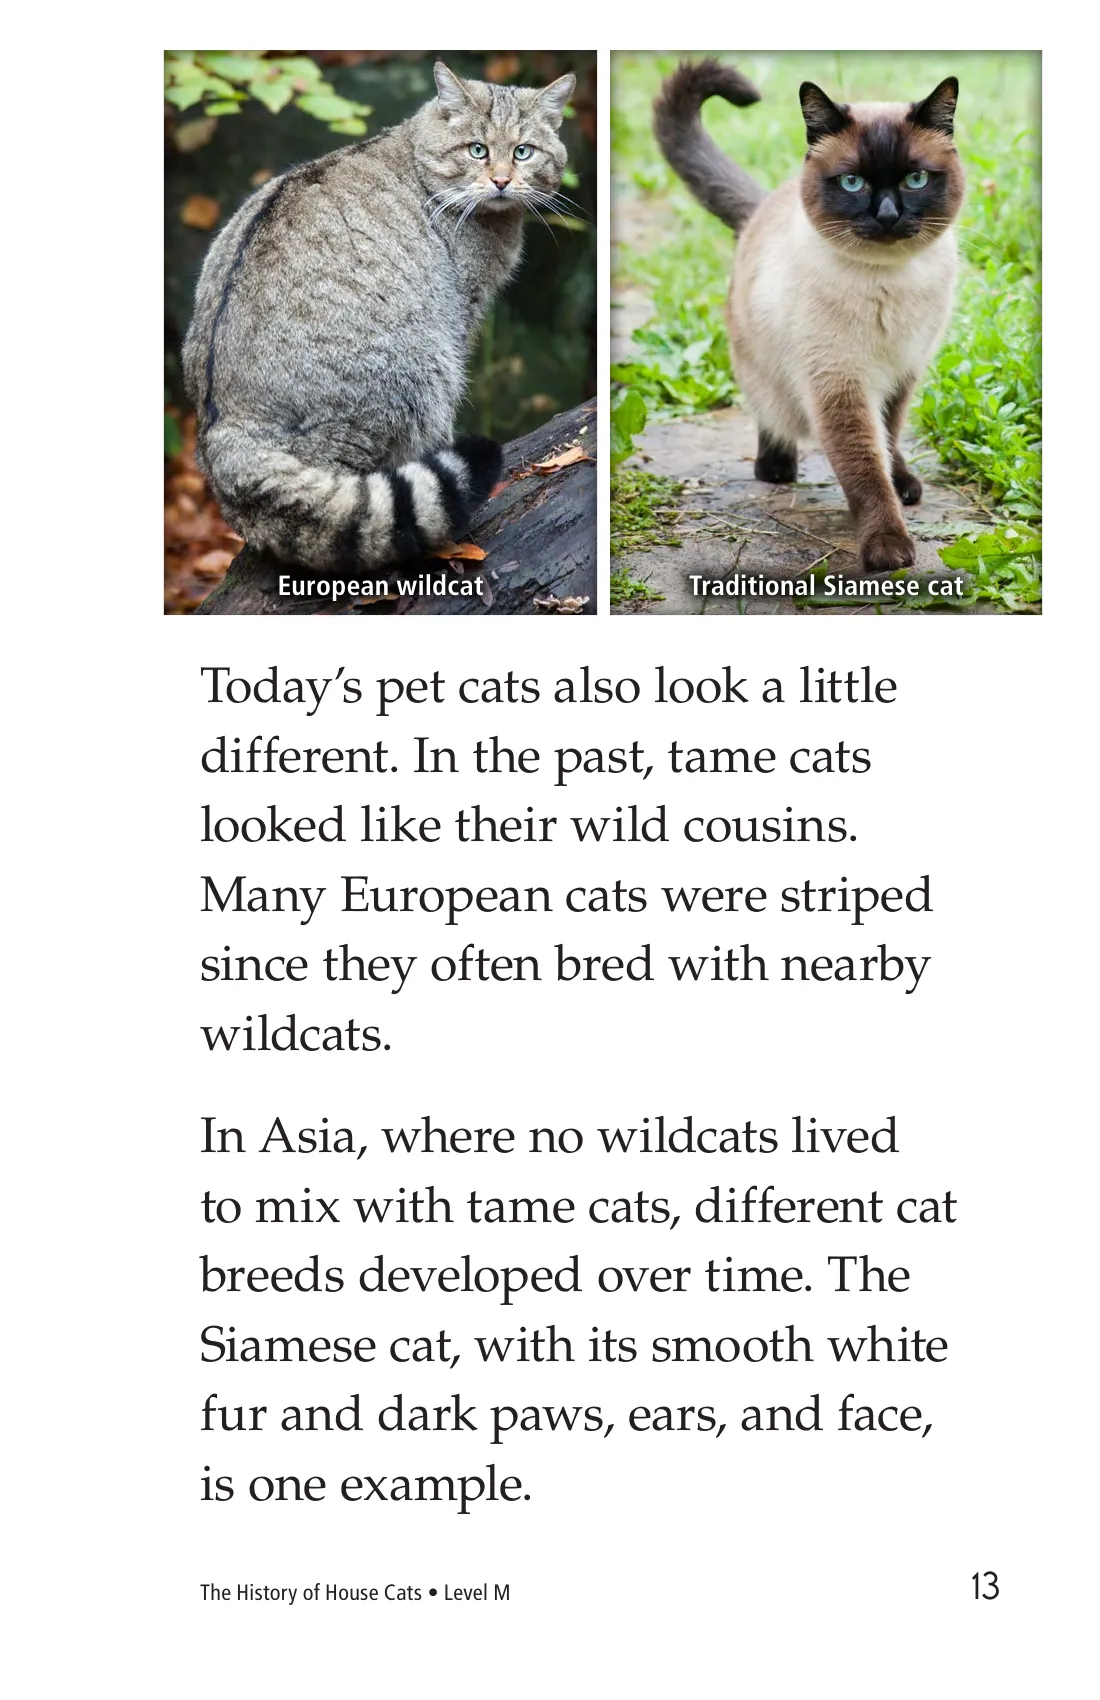 European wildcat
Traditional Siamese cat
Today’s pet cats also look a little
different. In the past, tame cats
looked like their wild cousins.
Many European cats were striped
since they often bred with nearby
wildcats.
In Asia, where no wildcats lived
to mix with tame cats, different cat
breeds developed over time. The
Siamese cat, with its smooth white
fur and dark paws, ears, and face,
is one example.
The History of House Cats • Level M
13